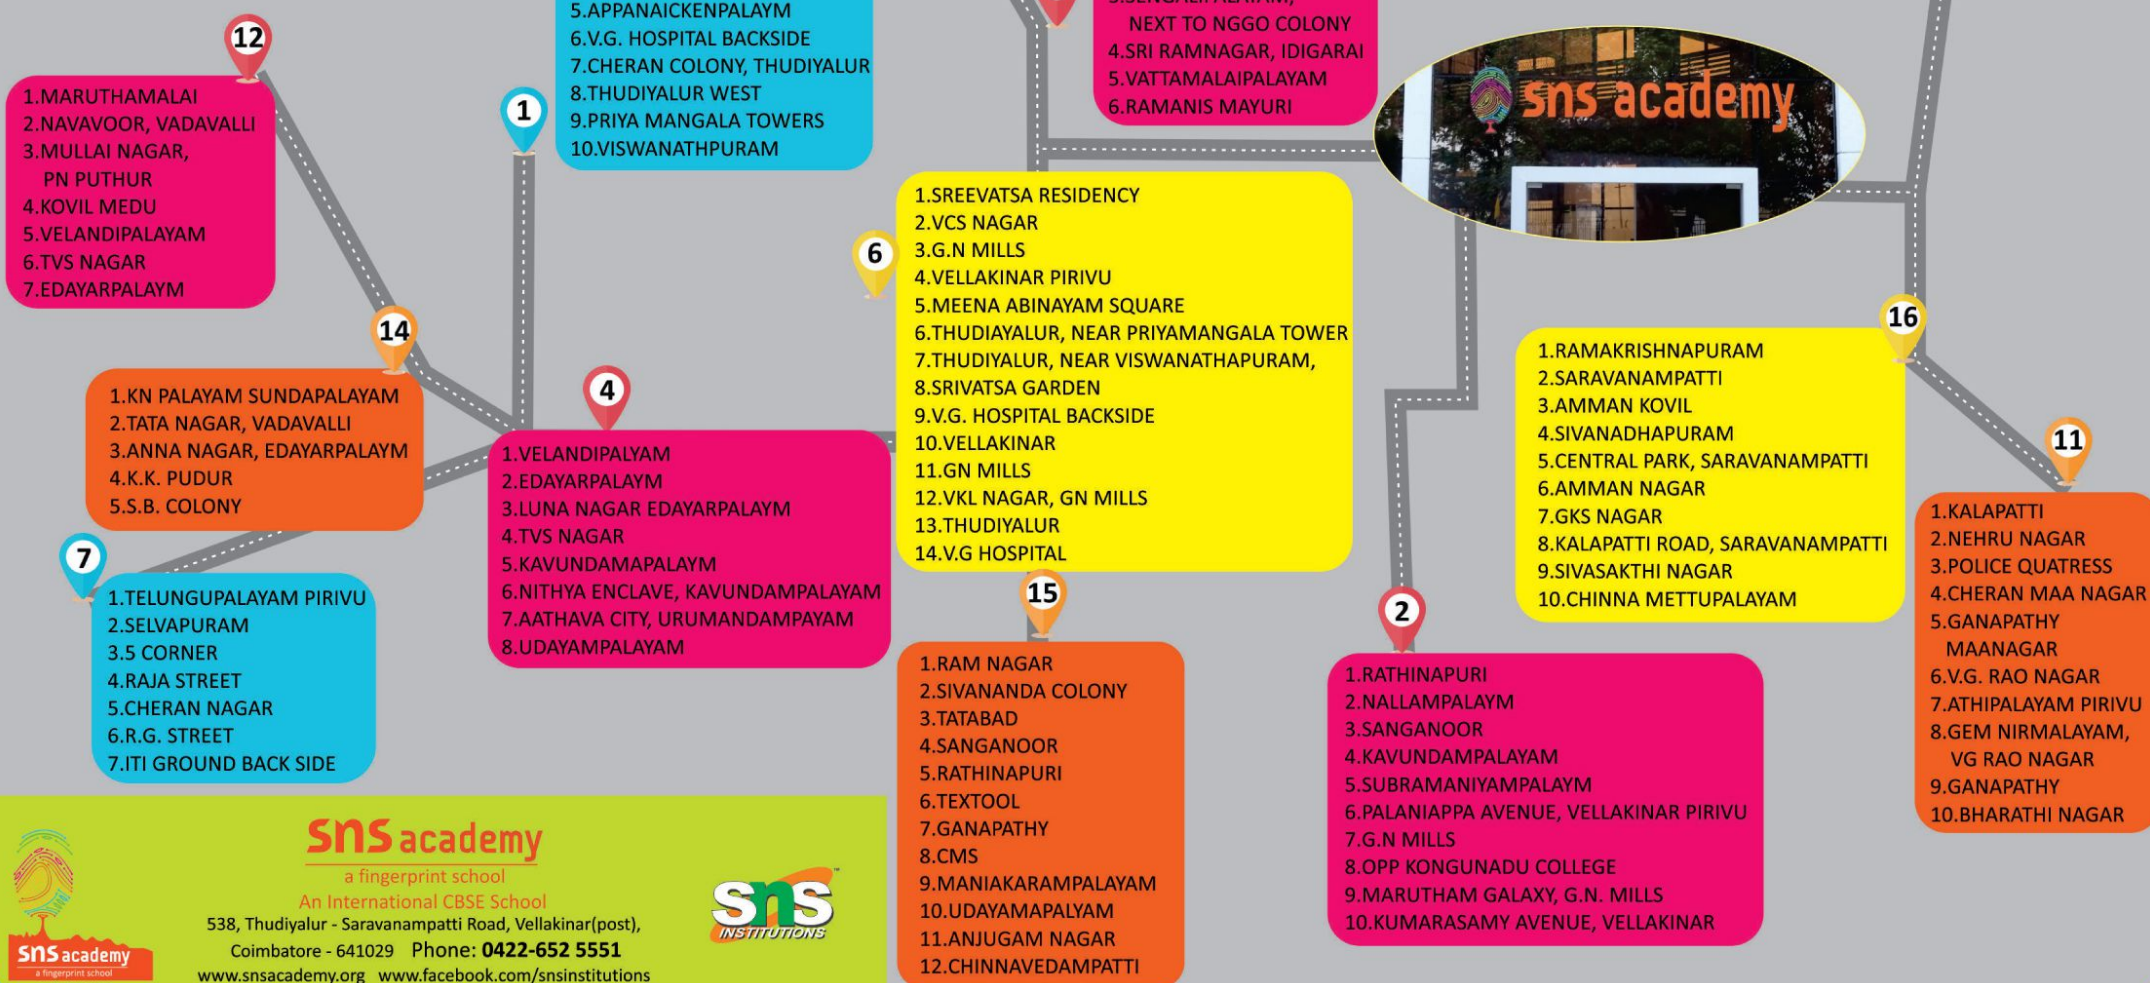 12
1.MARUTHAMALAI
2.NAVAVOOR, VADAVALLI
3.MULLAI NAGAR,
PN PUTHUR
4.KOVIL MEDU
5.VELANDIPALAYAM
6.TVS NAGAR
7.EDAYARPALAYM
1
5.APPANAICKENPALAYM
6.V.G. HOSPITAL BACKSIDE
7.CHERAN COLONY, THUDIYALUR
8.THUDIYALUR WEST
9.PRIYA MANGALA TOWERS
10.VISWANATHPURAM
NEXT TO NGGO COLONY
4.SRI RAMNAGAR, IDIGARAI
5.VATTAMALAIPALAYAM
6.RAMANIS MAYURI
sns academy
14
1.KN PALAYAM SUNDAPALAYAM
2.TATA NAGAR, VADAVALLI
3.ANNA NAGAR, EDAYARPALAYM
4.K.K. PUDUR
5.S.B. COLONY
7
1.TELUNGUPALAYAM PIRIVU
2.SELVAPURAM
3.5 CORNER
4.RAJA STREET
5.CHERAN NAGAR
6.R.G. STREET
7.ITI GROUND BACK SIDE
4
1.VELANDIPALYAM
2.EDAYARPALAYM
3.LUNA NAGAR EDAYARPALAYM
4.TVS NAGAR
5.KAVUNDAMAPALAYM
6.NITHYA ENCLAVE, KAVUNDAMPALAYAM
7.AATHAVA CITY, URUMANDAMPAYAM
8.UDAYAMPALAYAM
6
1.SREEVATSA RESIDENCY
2.VCS NAGAR
3.G.N MILLS
4.VELLAKINAR PIRIVU
5.MEENA ABINAYAM SQUARE
6.THUDIAYALUR, NEAR PRIYAMANGALA TOWER
7.THUDIYALUR, NEAR VISWANATHAPURAM,
8.SRIVATSA GARDEN
9.V.G. HOSPITAL BACKSIDE
10.VELLAKINAR
11.GN MILLS
12.VKL NAGAR, GN MILLS
13.THUDIYALUR
14.V.G HOSPITAL
15
1.RAM NAGAR
2.SIVANANDA COLONY
3.TATABAD
4.SANGANOOR
5.RATHINAPURI
6.TEXTOOL
7.GANAPATHY
8.CMS
9.MANIAKARAMPALAYAM
10.UDAYAMAPALYAM
11.ANJUGAM NAGAR
12.CHINNAVEDAMPATTI
2
1.RATHINAPURI
2.NALLAMPALAYM
3.SANGANOOR
4.KAVUNDAMPALAYAM
5.SUBRAMANIYAMPALAYM
6.PALANIAPPA AVENUE, VELLAKINAR PIRIVU
7.G.N MILLS
8.OPP KONGUNADU COLLEGE
9.MARUTHAM GALAXY, G.N. MILLS
10.KUMARASAMY AVENUE, VELLAKINAR
16
1.RAMAKRISHNAPURAM
2.SARAVANAMPATTI
3.AMMAN KOVIL
4.SIVANADHAPURAM
5.CENTRAL PARK, SARAVANAMPATTI
6.AMMAN NAGAR
7.GKS NAGAR
8.KALAPATTI ROAD, SARAVANAMPATTI
9.SIVASAKTHI NAGAR
10.CHINNA METTUPALAYAM
11
1.KALAPATTI
2.NEHRU NAGAR
3.POLICE QUATRESS
4.CHERAN MAA NAGAR
5.GANAPATHY
MAANAGAR
6.V.G. RAO NAGAR
7.ATHIPALAYAM PIRIVU
8.GEM NIRMALAYAM,
VG RAO NAGAR
9.GANAPATHY
10.BHARATHI NAGAR
sns academy
a fingerprint school
sns academy
a fingerprint school
An International CBSE School
538, Thudiyalur - Saravanampatti Road, Vellakinar(post),
Coimbatore - 641029 Phone: 0422-652 5551
www.snsacademy.org www.facebook.com/snsinstitutions
sns
INSTITUTIONS